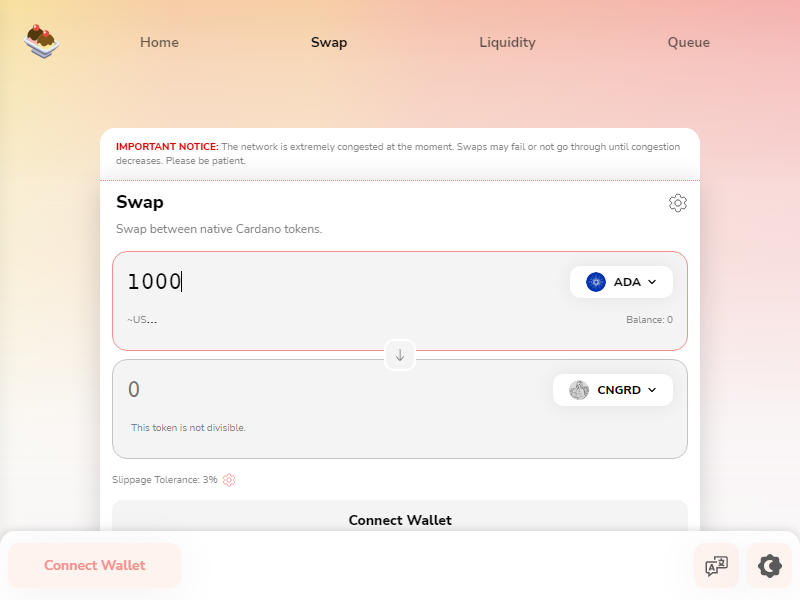 Home Swap Liquidity Queue
IMPORTANT NOTICE: The network is extremely congested at the moment. Swaps may fail or not go through until congestion
decreases. Please be patient.
Swap
Swap between native Cardano tokens.
1000 ADA
~US... Balance: 0
0 CNGRD
This token is not divisible.
Slippage Tolerance: 3%
Connect Wallet
Connect Wallet